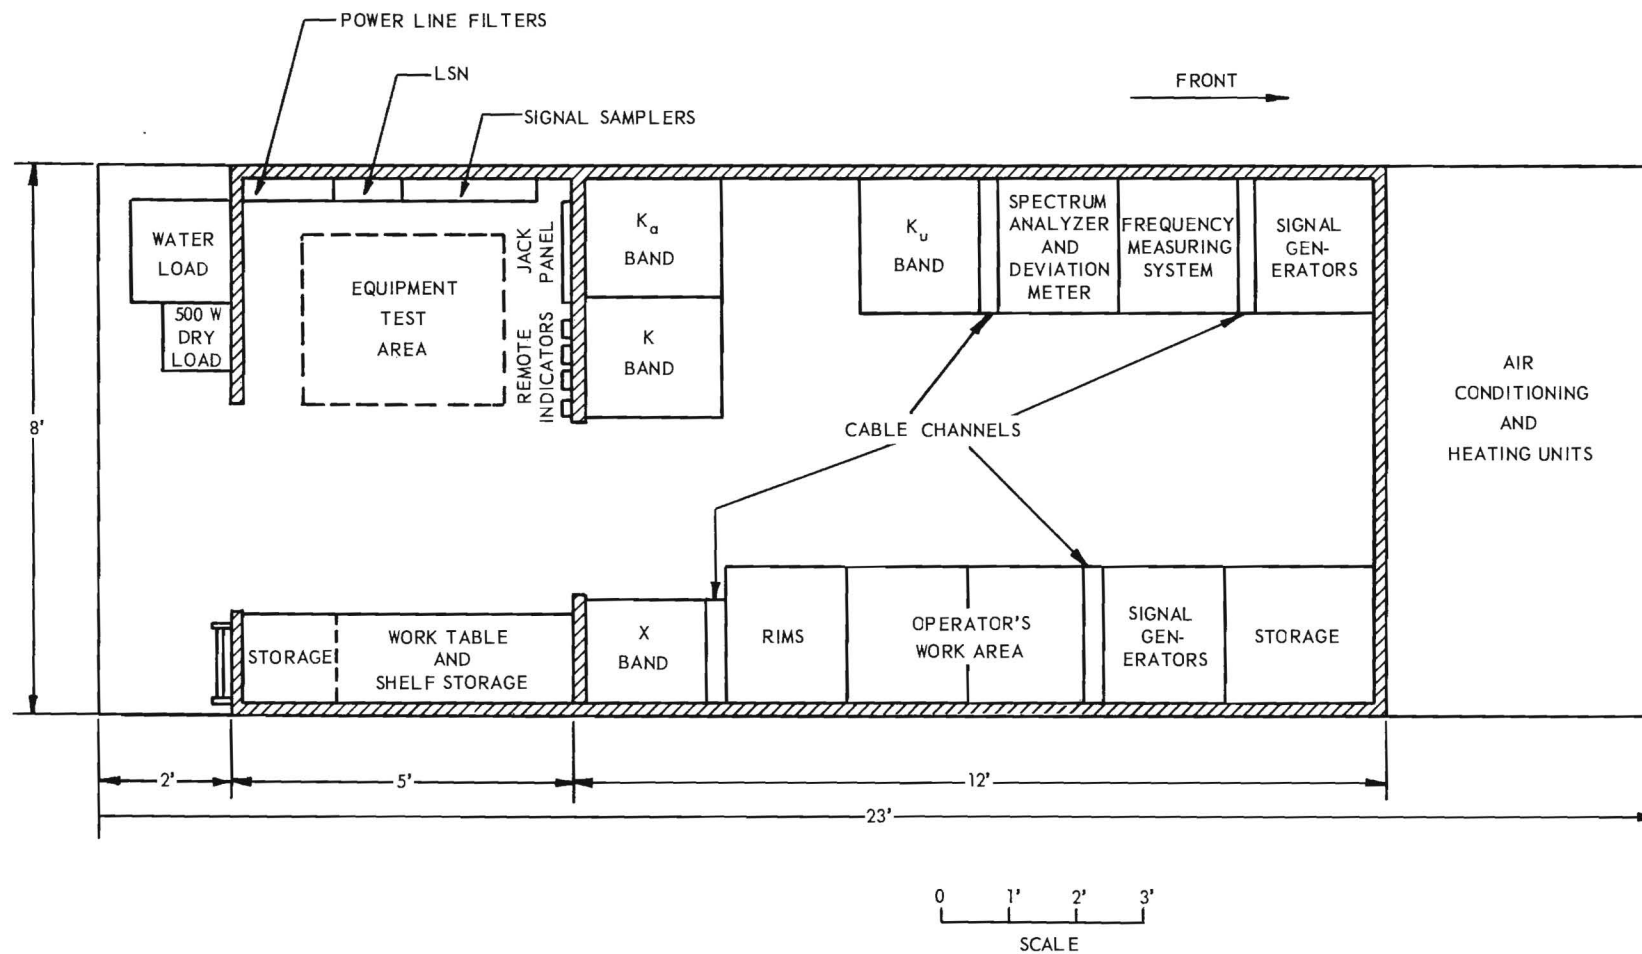 POWER LINE FILTERS
LSN
SIGNAL SAMPLERS
FRONT
WATER
LOAD
500 W
DRY
LOAD
EQUIPMENT
TEST
AREA
JACK
PANEL
REMOTE
INDICATORS
Ka
BAND
K
BAND
Ku
BAND
SPECTRUM
ANALYZER
AND
DEVIATION
METER
FREQUENCY
MEASURING
SYSTEM
SIGNAL
GEN-
ERATORS
AIR
CONDITIONING
AND
HEATING UNITS
8'
CABLE CHANNELS
STORAGE
WORK TABLE
AND
SHELF STORAGE
X
BAND
RIMS
OPERATOR'S
WORK AREA
SIGNAL
GEN-
ERATORS
STORAGE
2'
5'
12'
23'
0 1' 2' 3'
SCALE